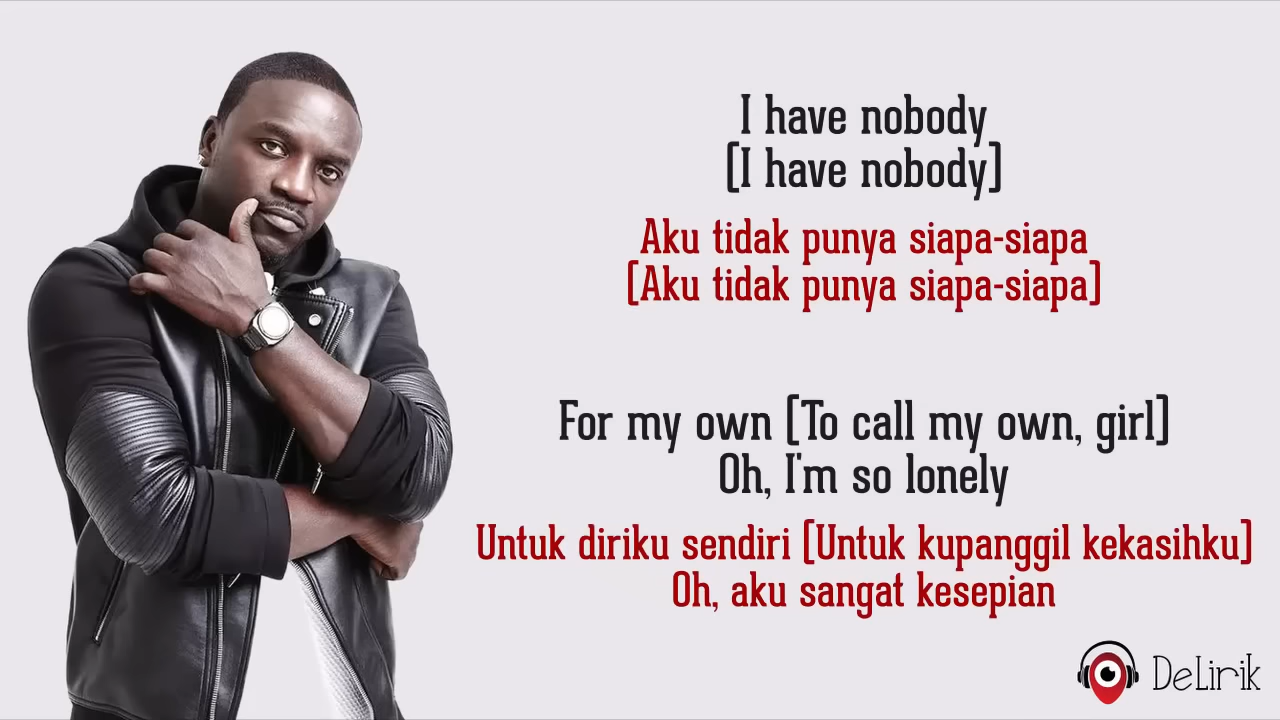 I have nobody
[I have nobody]
Aku tidak punya siapa-siapa
[Aku tidak punya siapa-siapa]
For my own [To call my own, girl]
Oh, I'm so lonely
Untuk diriku sendiri [Untuk kupanggil kekasihku]
Oh, aku sangat kesepian
DeLirik